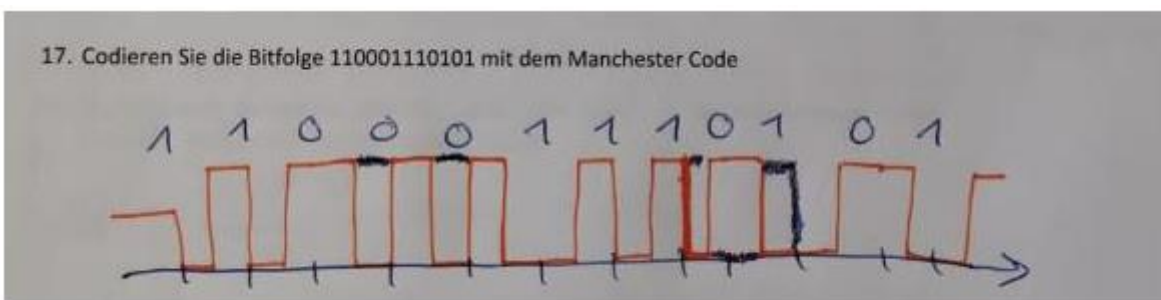 17. Codieren Sie die Bitfolge 110001110101 mit dem Manchester Code
1 1 0 0 0 1 1 1 0 1 0 1